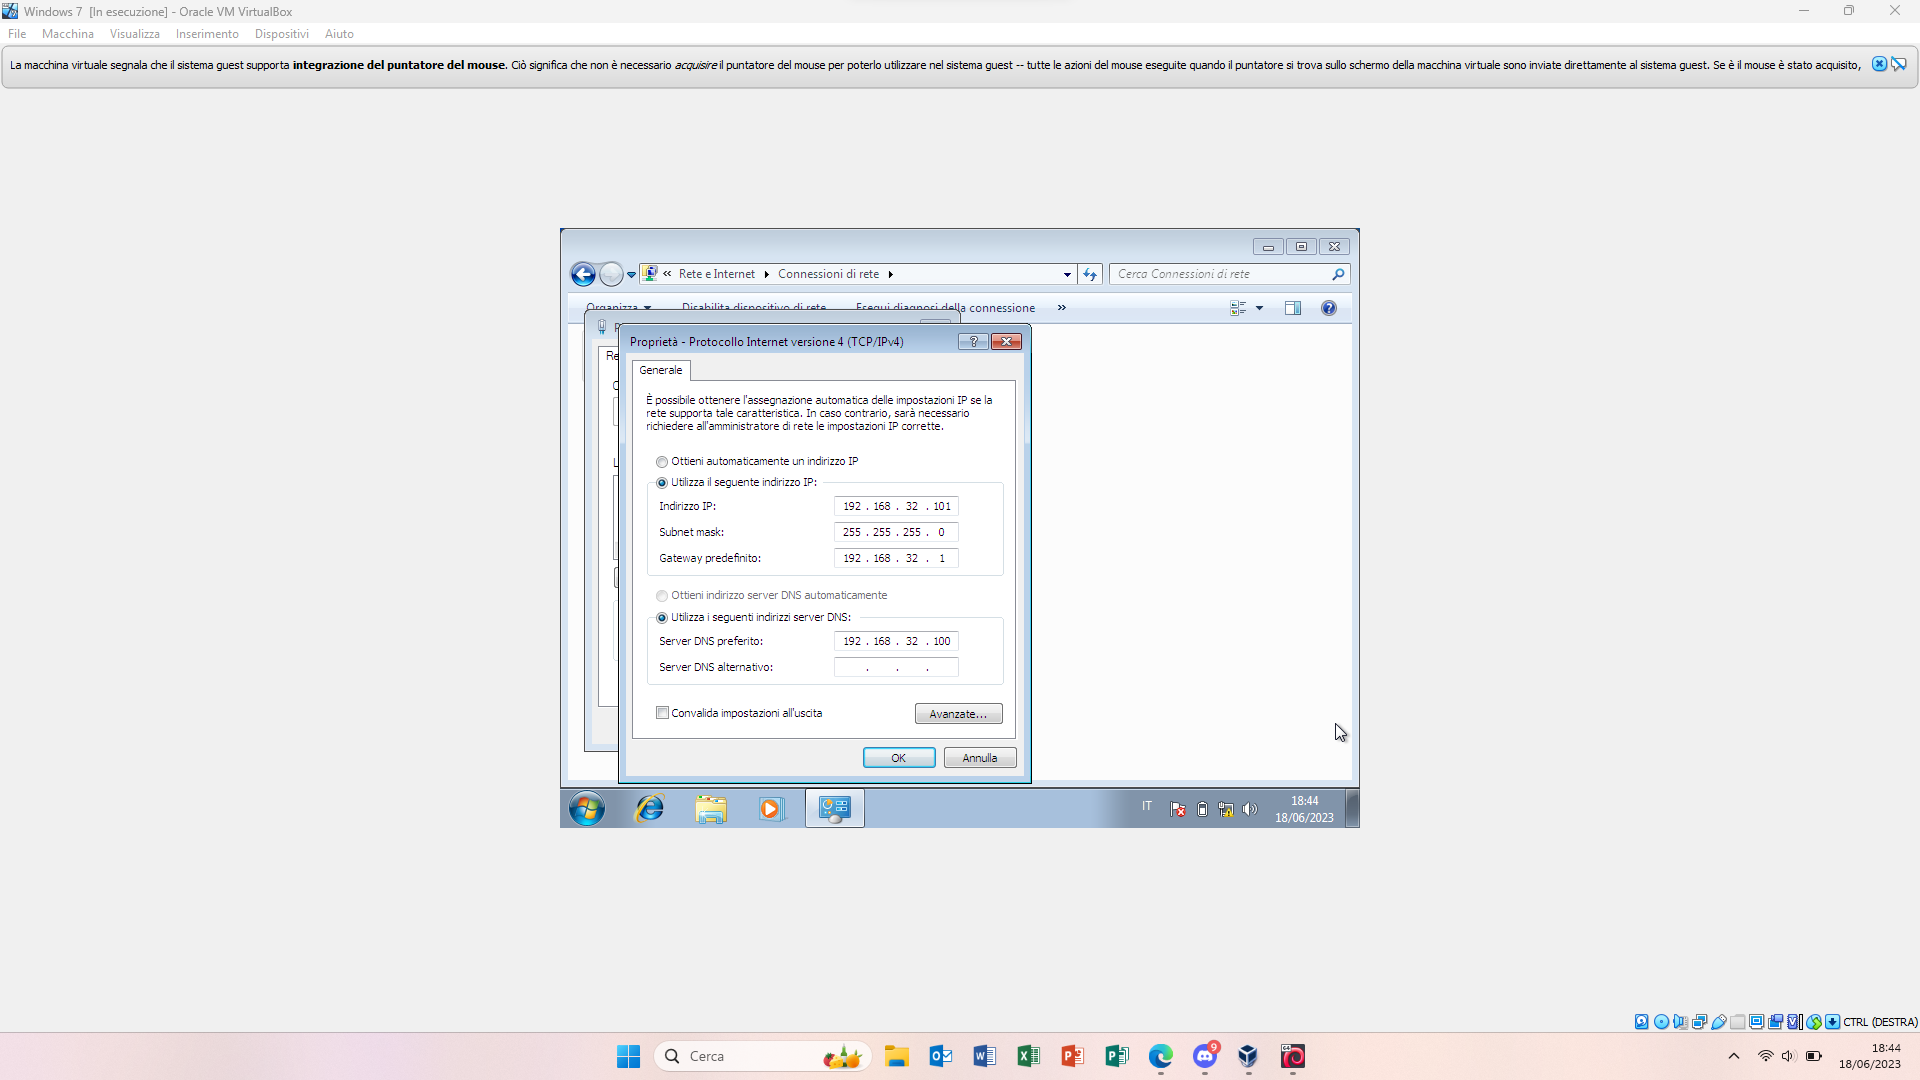 Windows 7 [In esecuzione] - Oracle VM VirtualBox
File Macchina Visualizza Inserimento Dispositivi Aiuto
La macchina virtuale segnala che il sistema guest supporta integrazione del puntatore del mouse. Ciò significa che non è necessario acquisire il puntatore del mouse per poterlo utilizzare nel sistema guest -- tutte le azioni del mouse eseguite quando il puntatore si trova sullo schermo della macchina virtuale sono inviate direttamente al sistema guest. Se è il mouse è stato acquisito,
« Rete e Internet Connessioni di rete Cerca Connessioni di rete
Organizza Disabilita dispositivo di rete Esegui diagnosi della connessione »
Proprietà - Protocollo Internet versione 4 (TCP/IPv4) ?
Re
Generale
È possibile ottenere l'assegnazione automatica delle impostazioni IP se la
rete supporta tale caratteristica. In caso contrario, sarà necessario
richiedere all'amministratore di rete le impostazioni IP corrette.
Ottieni automaticamente un indirizzo IP
Utilizza il seguente indirizzo IP:
Indirizzo IP: 192 . 168 . 32 . 101
Subnet mask: 255 . 255 . 255 . 0
Gateway predefinito: 192 . 168 . 32 . 1
Ottieni indirizzo server DNS automaticamente
Utilizza i seguenti indirizzi server DNS:
Server DNS preferito: 192 . 168 . 32 . 100
Server DNS alternativo: . . .
Convalida impostazioni all'uscita Avanzate...
OK Annulla
IT 18:44
18/06/2023
CTRL (DESTRA)
Cerca 9 18:44
18/06/2023